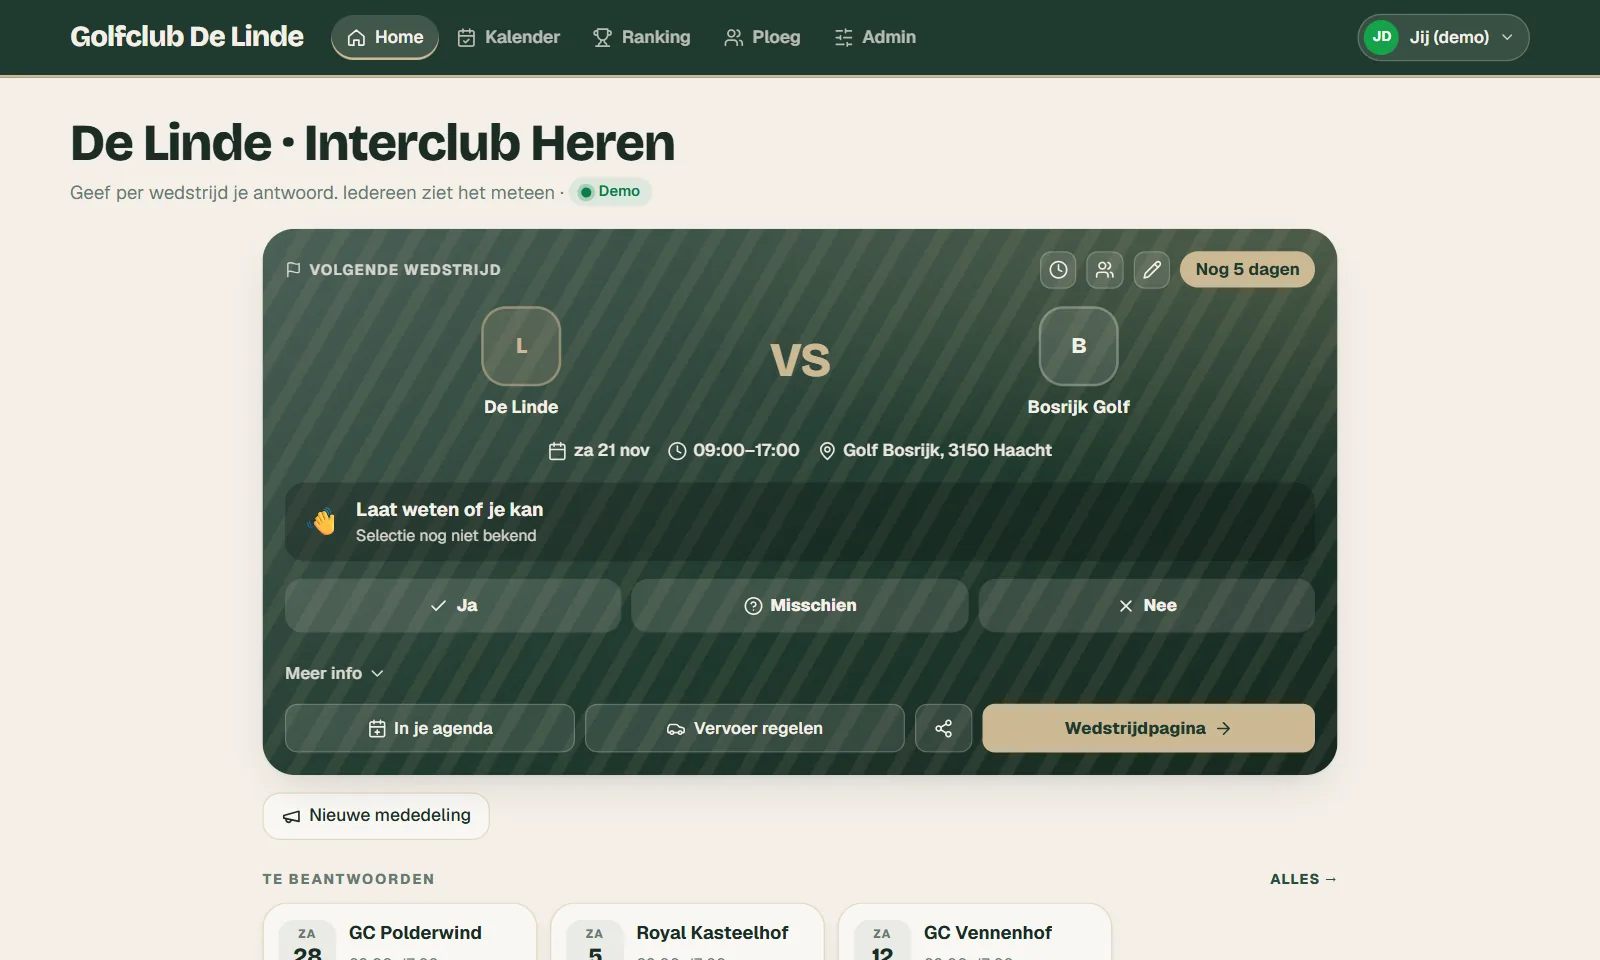 Golfclub De Linde
Home
Kalender
Ranking
Ploeg
Admin
JD
Jij (demo)
De Linde · Interclub Heren
Geef per wedstrijd je antwoord. Iedereen ziet het meteen · Demo
VOLGENDE WEDSTRIJD
Nog 5 dagen
L
VS
B
De Linde
Bosrijk Golf
za 21 nov
09:00–17:00
Golf Bosrijk, 3150 Haacht
Laat weten of je kan
Selectie nog niet bekend
Ja
Misschien
Nee
Meer info
In je agenda
Vervoer regelen
Wedstrijdpagina →
Nieuwe mededeling
TE BEANTWOORDEN
ALLES →
ZA
28
GC Polderwind
ZA
5
Royal Kasteelhof
ZA
12
GC Vennenhof